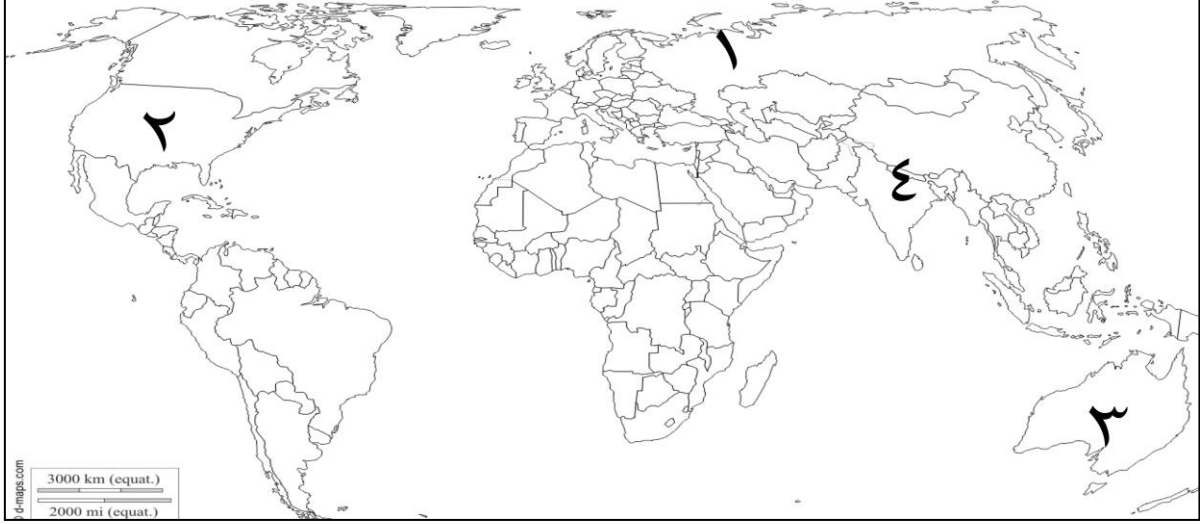 ١
٢
٤
٣
d-maps.com
3000 km (equat.)
2000 mi (equat.)